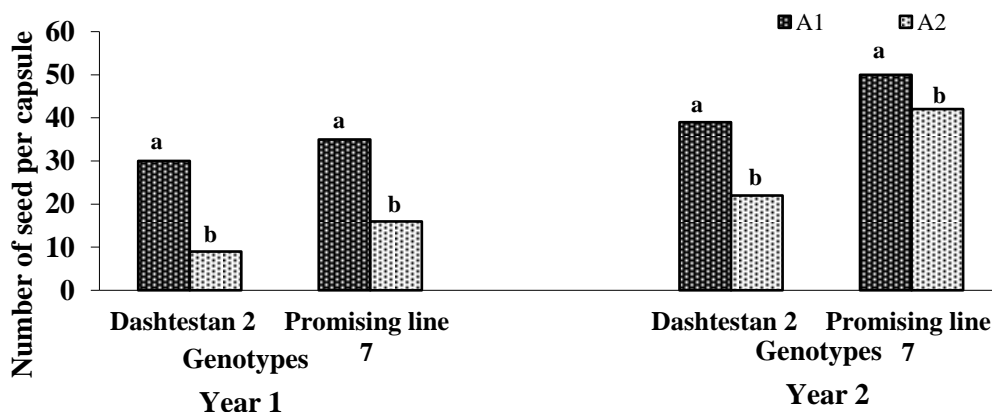 A1 A2
Number of seed per capsule
60
50
40
30
20
10
0
a
b
a
b
a
b
a
b
Dashtestan 2 Promising line 7
Genotypes
Year 1
Dashtestan 2 Promising line 7
Genotypes
Year 2